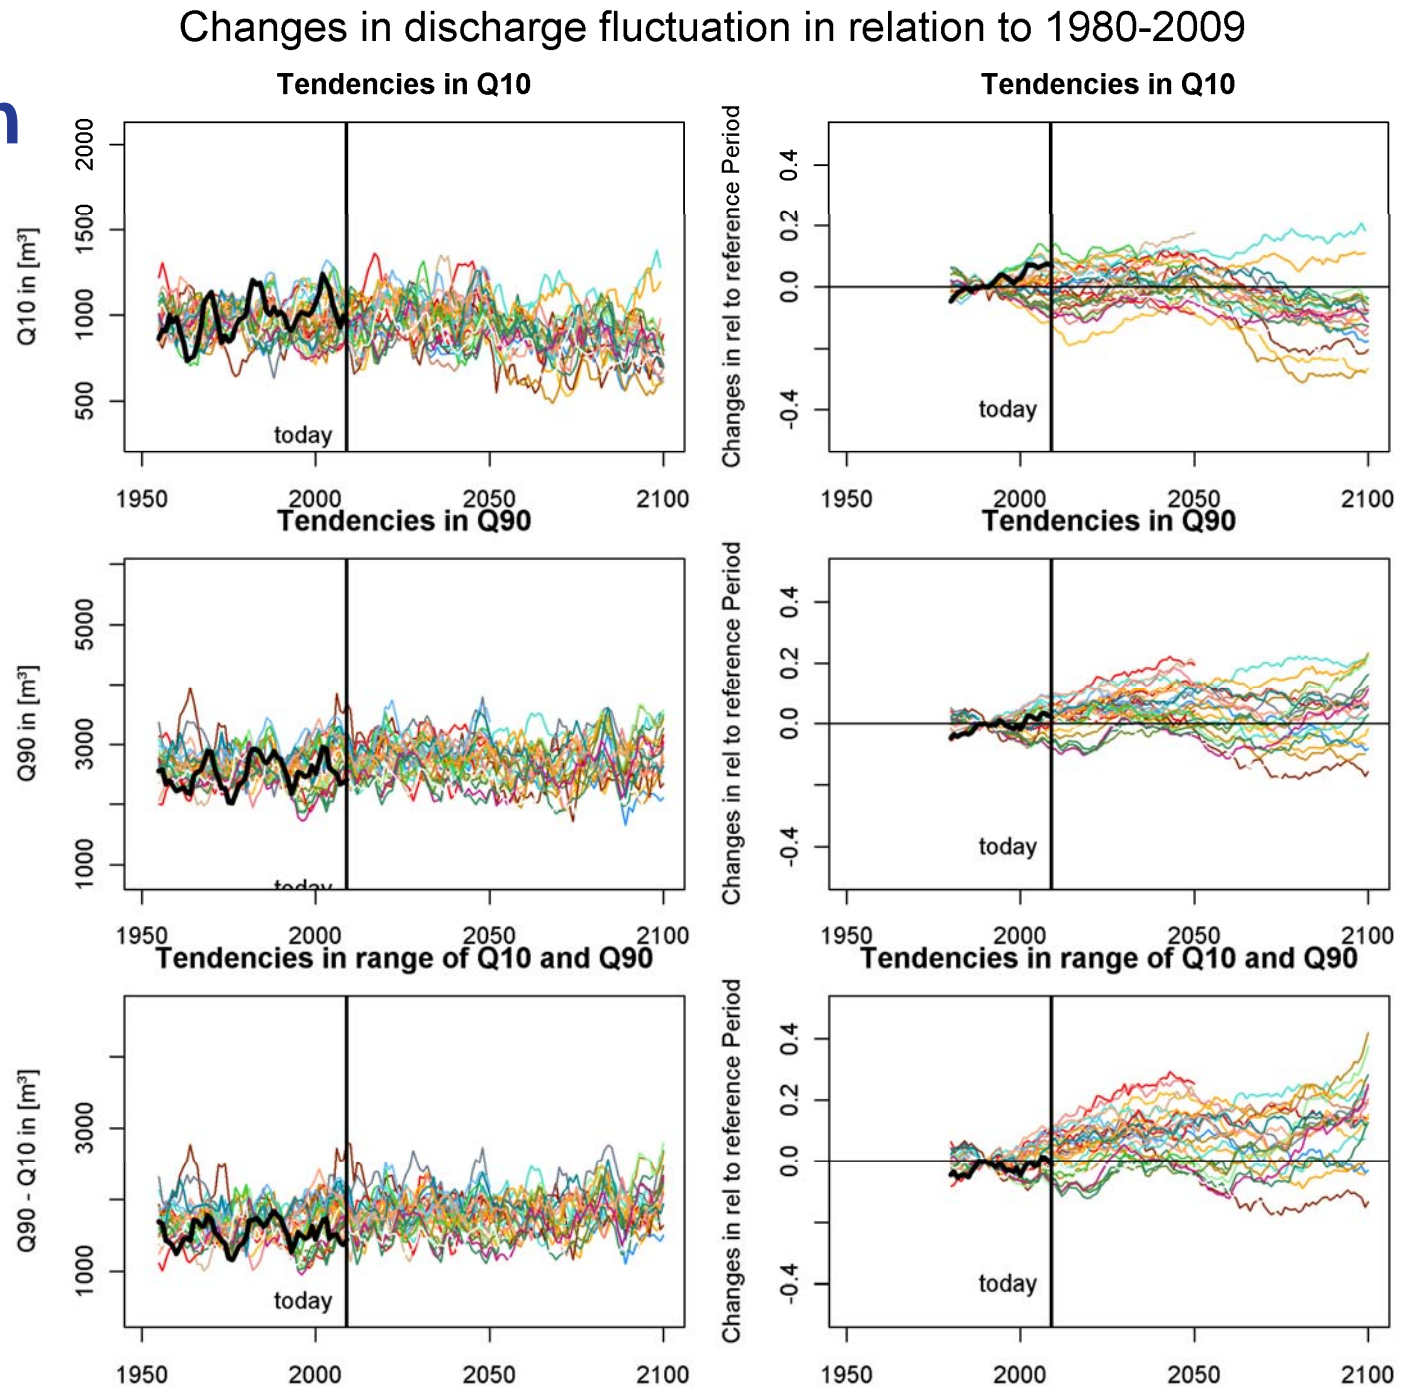 Changes in discharge fluctuation in relation to 1980-2009
n
Tendencies in Q10
Q10 in [m³]
2000
1500
1000
500
today
1950 2000 2050 2100
Tendencies in Q10
Changes in rel to reference Period
0.4
0.2
0.0
-0.4
today
1950 2000 2050 2100
Tendencies in Q90
Q90 in [m³]
5000
3000
1000
today
1950 2000 2050 2100
Tendencies in Q90
Changes in rel to reference Period
0.4
0.2
0.0
-0.4
today
1950 2000 2050 2100
Tendencies in range of Q10 and Q90
Q90 - Q10 in [m³]
3000
1000
today
1950 2000 2050 2100
Tendencies in range of Q10 and Q90
Changes in rel to reference Period
0.4
0.2
0.0
-0.4
today
1950 2000 2050 2100